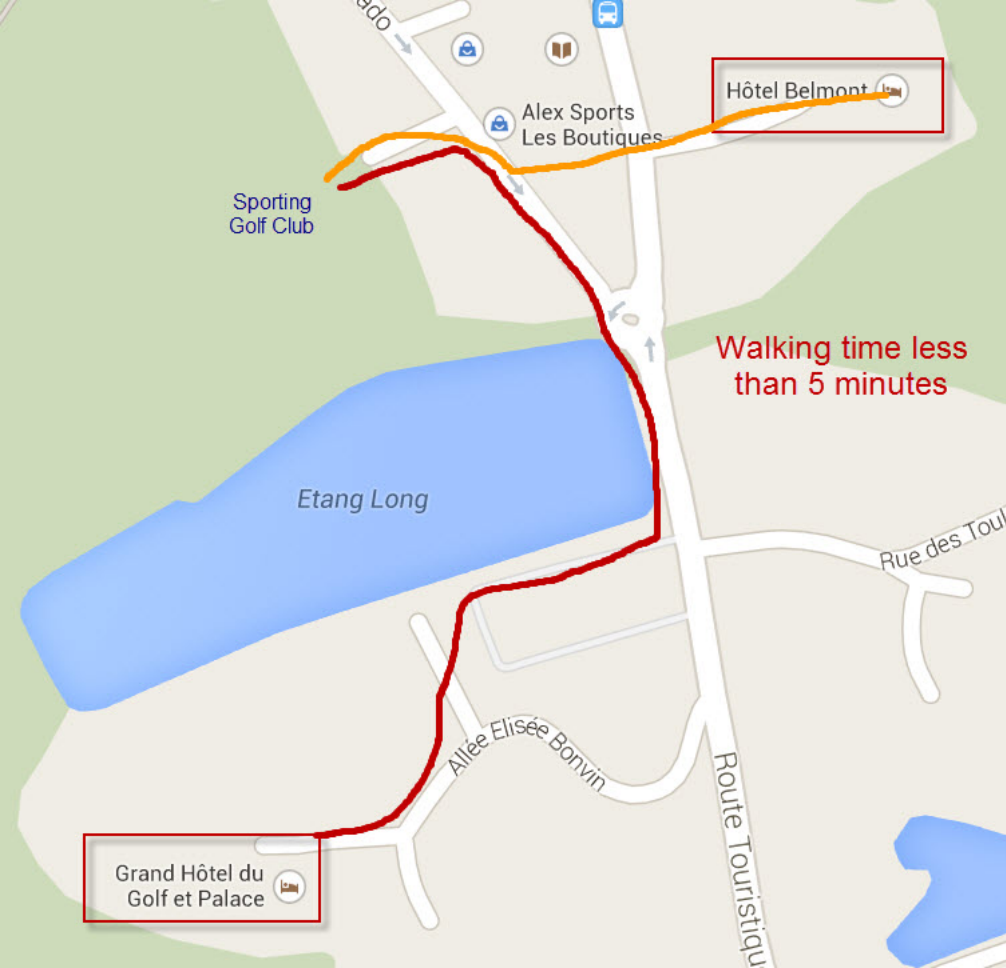 ado
Hôtel Belmont
Alex Sports
Les Boutiques
Sporting
Golf Club
Walking time less
than 5 minutes
Etang Long
Rue des Toul
Allée Elisée Bonvin
Route Touristiqu
Grand Hôtel du
Golf et Palace